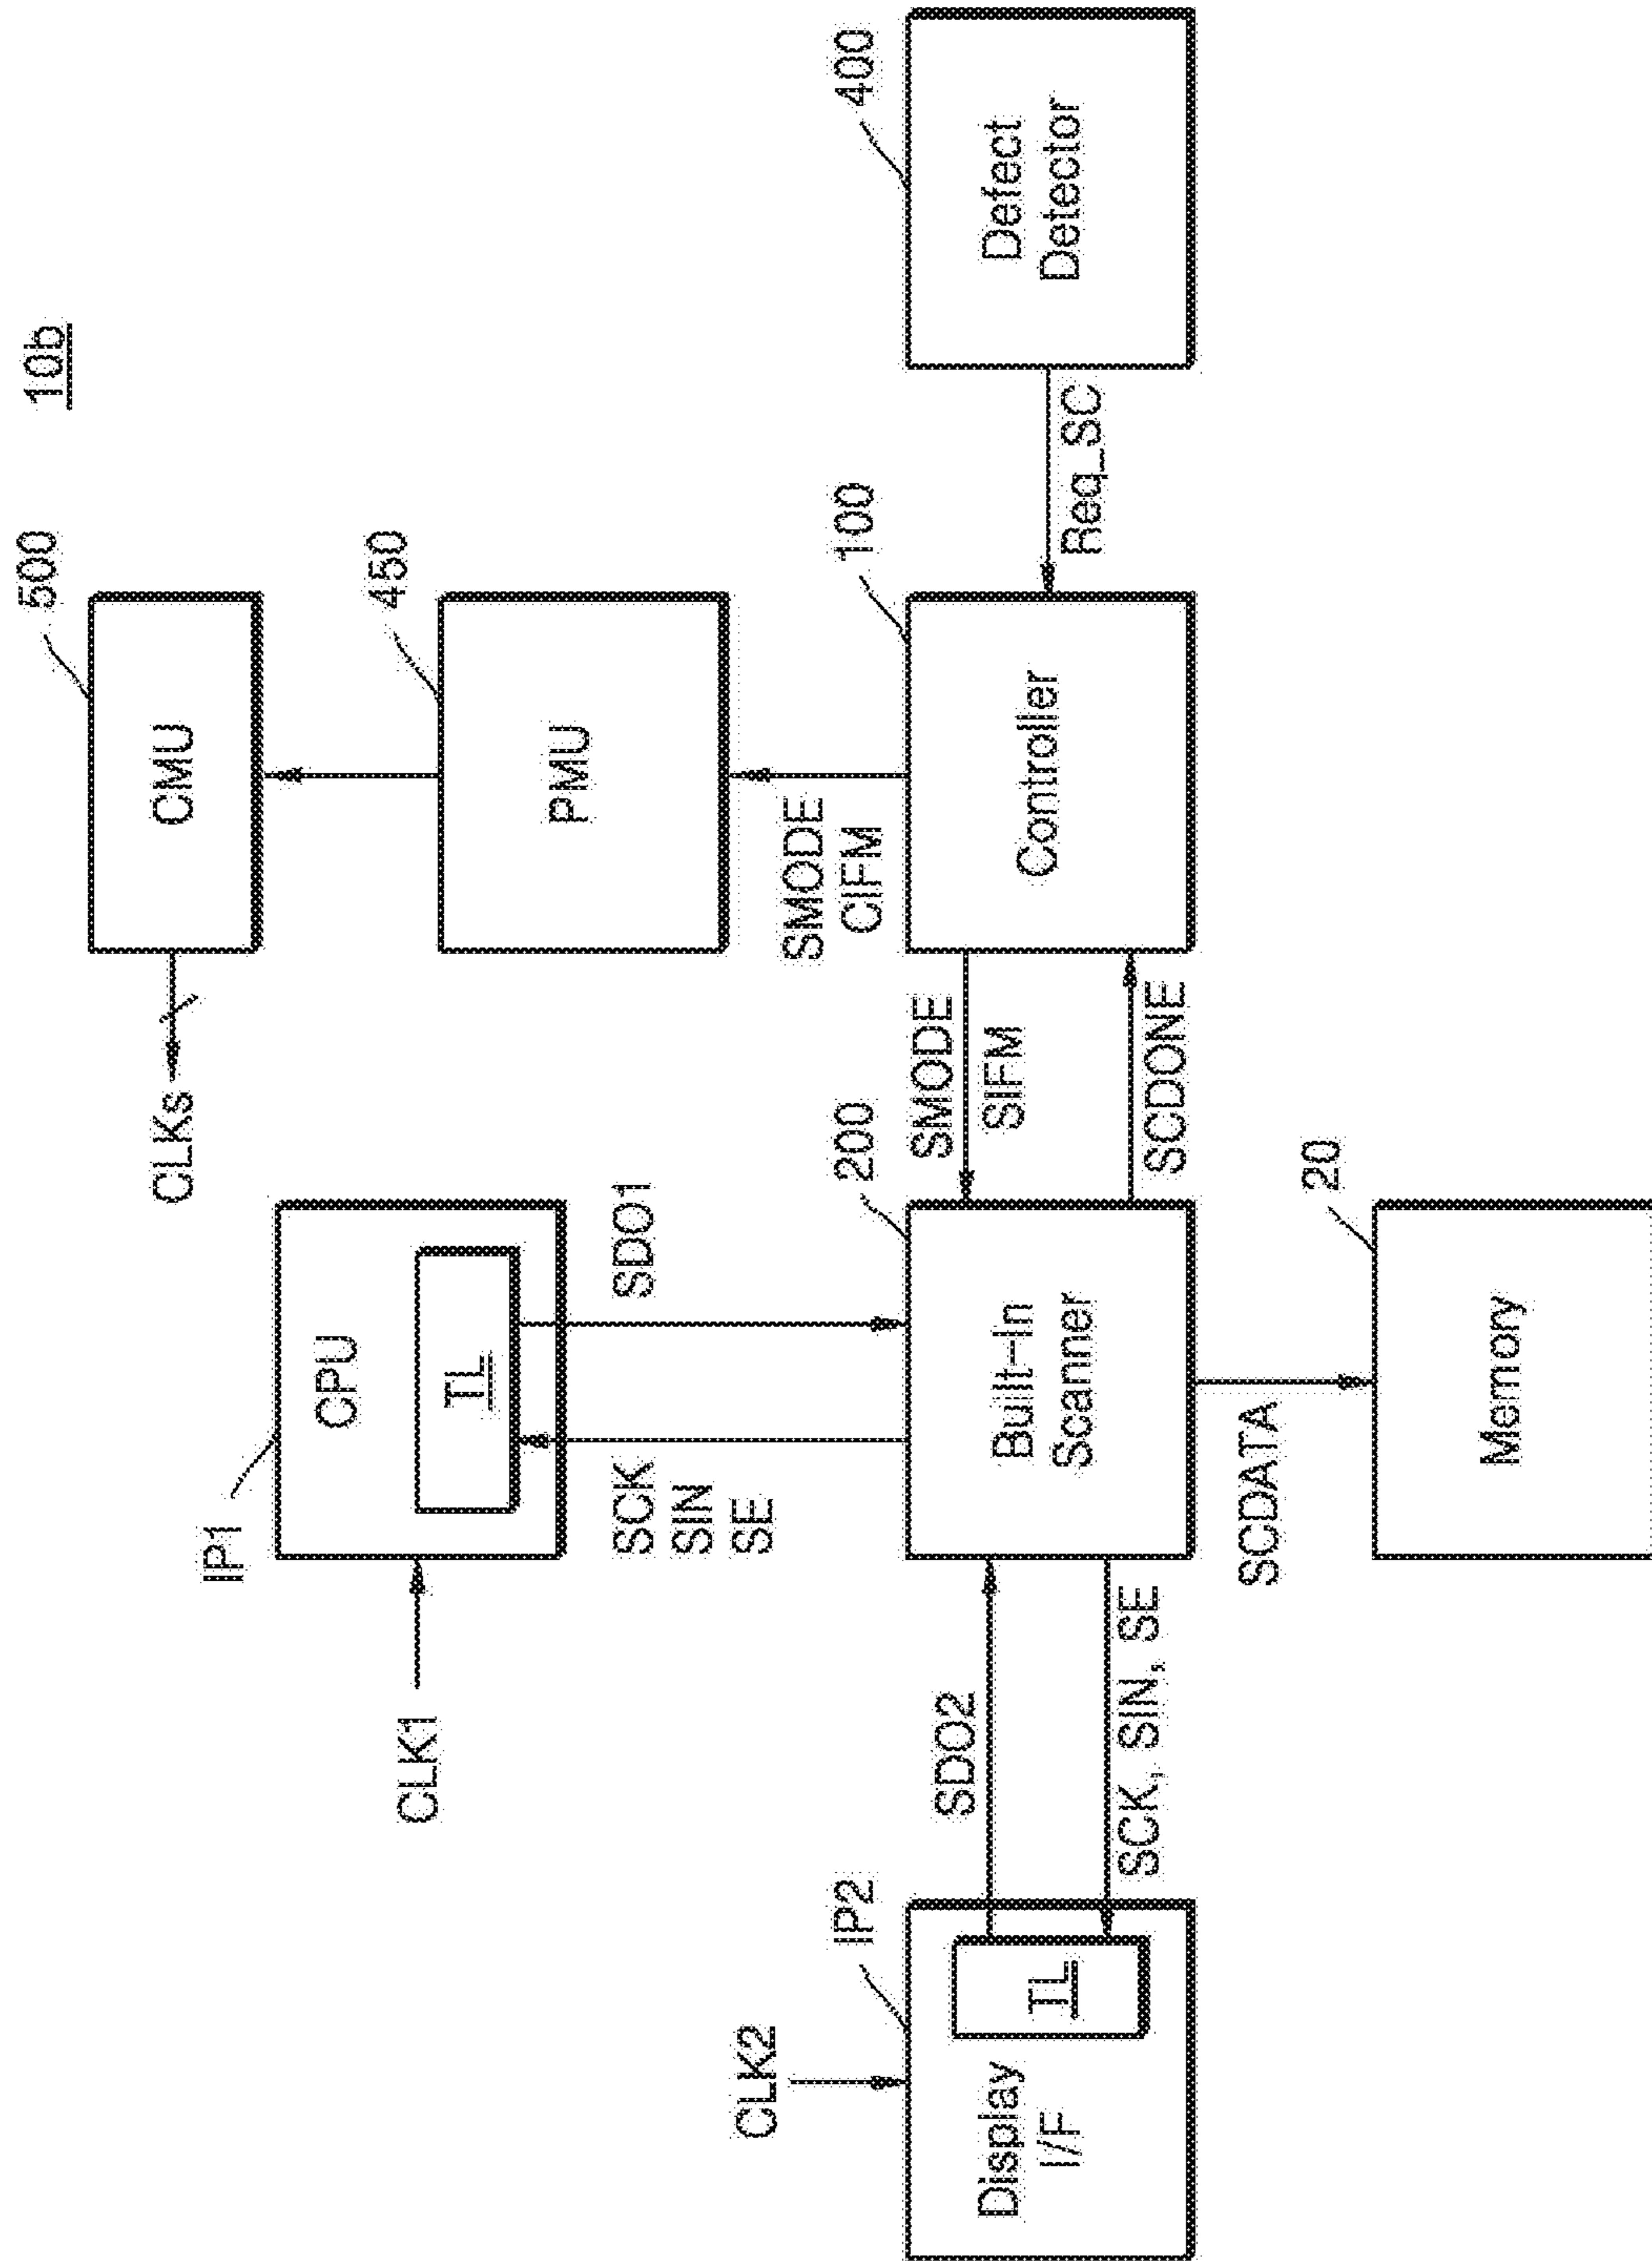 10b
500
CMU
CLKs
450
PMU
SMODE
CIFM
IP1
CPU
TL
CLK1
SCK
SIN
SE
SDO1
CLK2
IP2
Display
I/F
TL
SDO2
SCK, SIN, SE
200
Built-In
Scanner
SMODE
SIFM
SCDONE
100
Controller
Req_SC
400
Defect
Detector
SCDATA
20
Memory